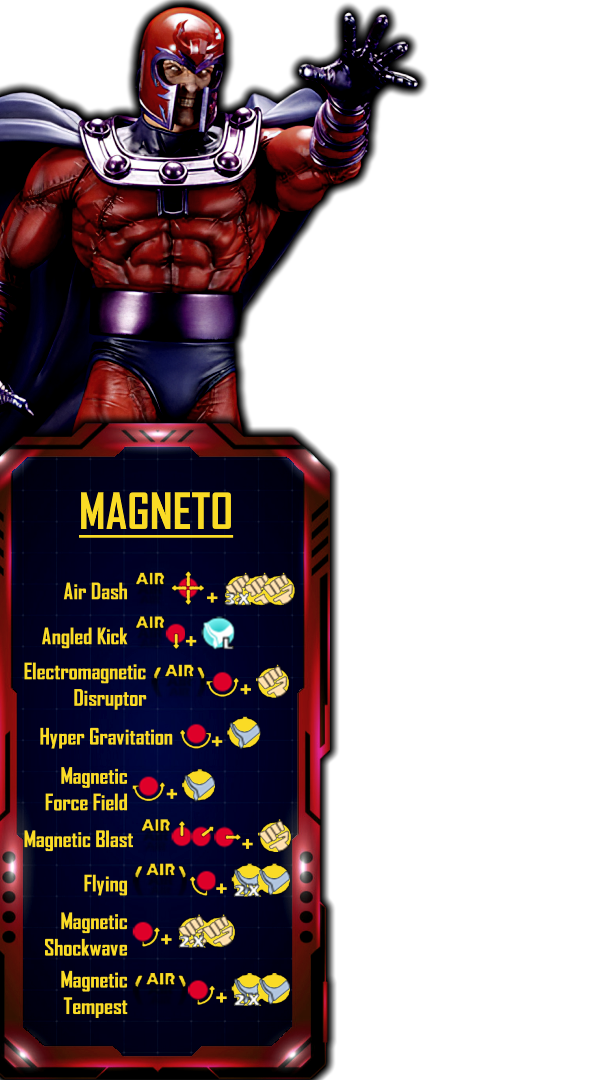 MAGNETO
Air Dash AIR + 3X
Angled Kick AIR + L
Electromagnetic ( AIR )
Disruptor +
Hyper Gravitation +
Magnetic
Force Field +
Magnetic Blast AIR +
Flying ( AIR ) + 2X
Magnetic
Shockwave + 2X
Magnetic ( AIR )
Tempest + 2X